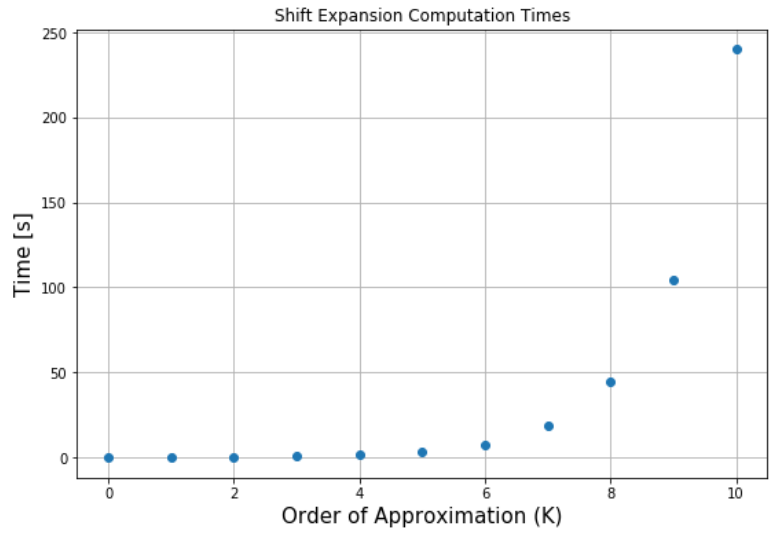 Shift Expansion Computation Times
250
200
150
100
50
0
Time [s]
0 2 4 6 8 10
Order of Approximation (K)